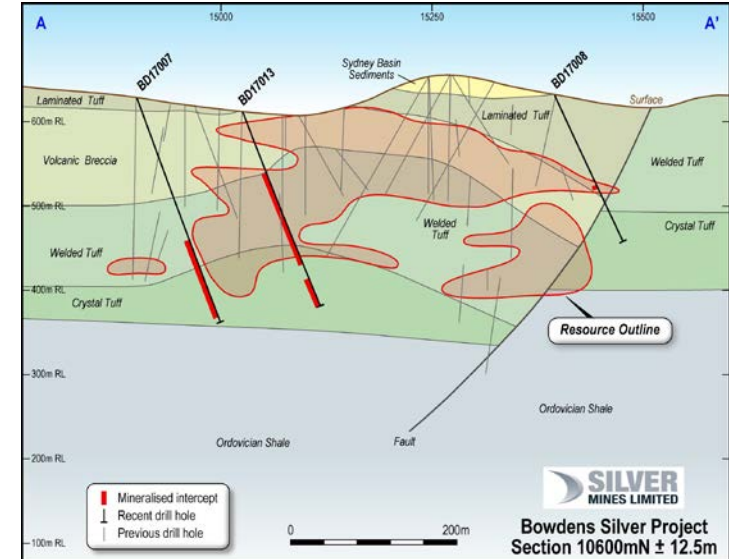 A
15000
15250
15500
A'
BD17007
BD17013
BD17008
Sydney Basin
Sediments
Surface
Laminated Tuff
Laminated Tuff
600m RL
Volcanic Breccia
Welded Tuff
500m RL
Welded
Tuff
Crystal Tuff
Welded Tuff
400m RL
Crystal Tuff
Resource Outline
300m RL
Ordovician Shale
Ordovician Shale
Fault
200m RL
Mineralised intercept
Recent drill hole
Previous drill hole
0
200m
SILVER
MINES LIMITED
Bowdens Silver Project
Section 10600mN ± 12.5m
100m RL